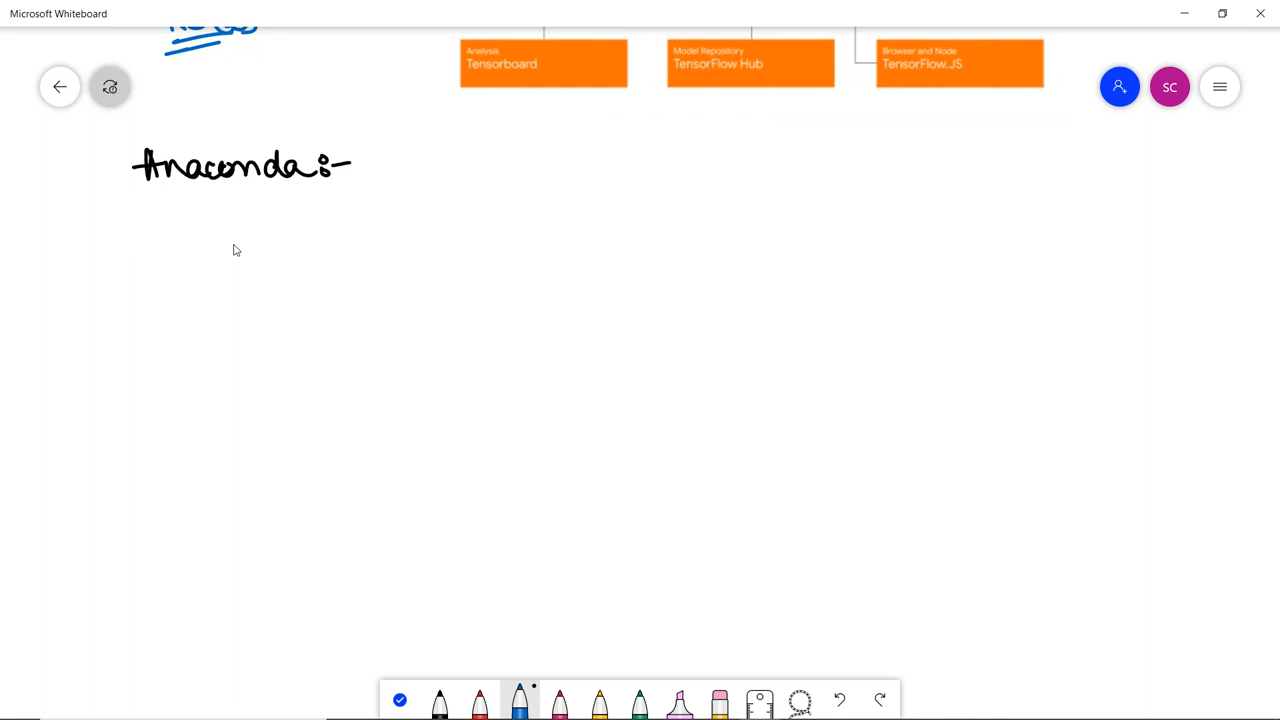 Microsoft Whiteboard
Analysis
Tensorboard
Model Repository
TensorFlow Hub
Browser and Node
TensorFlow.JS
SC
Anaconda :-